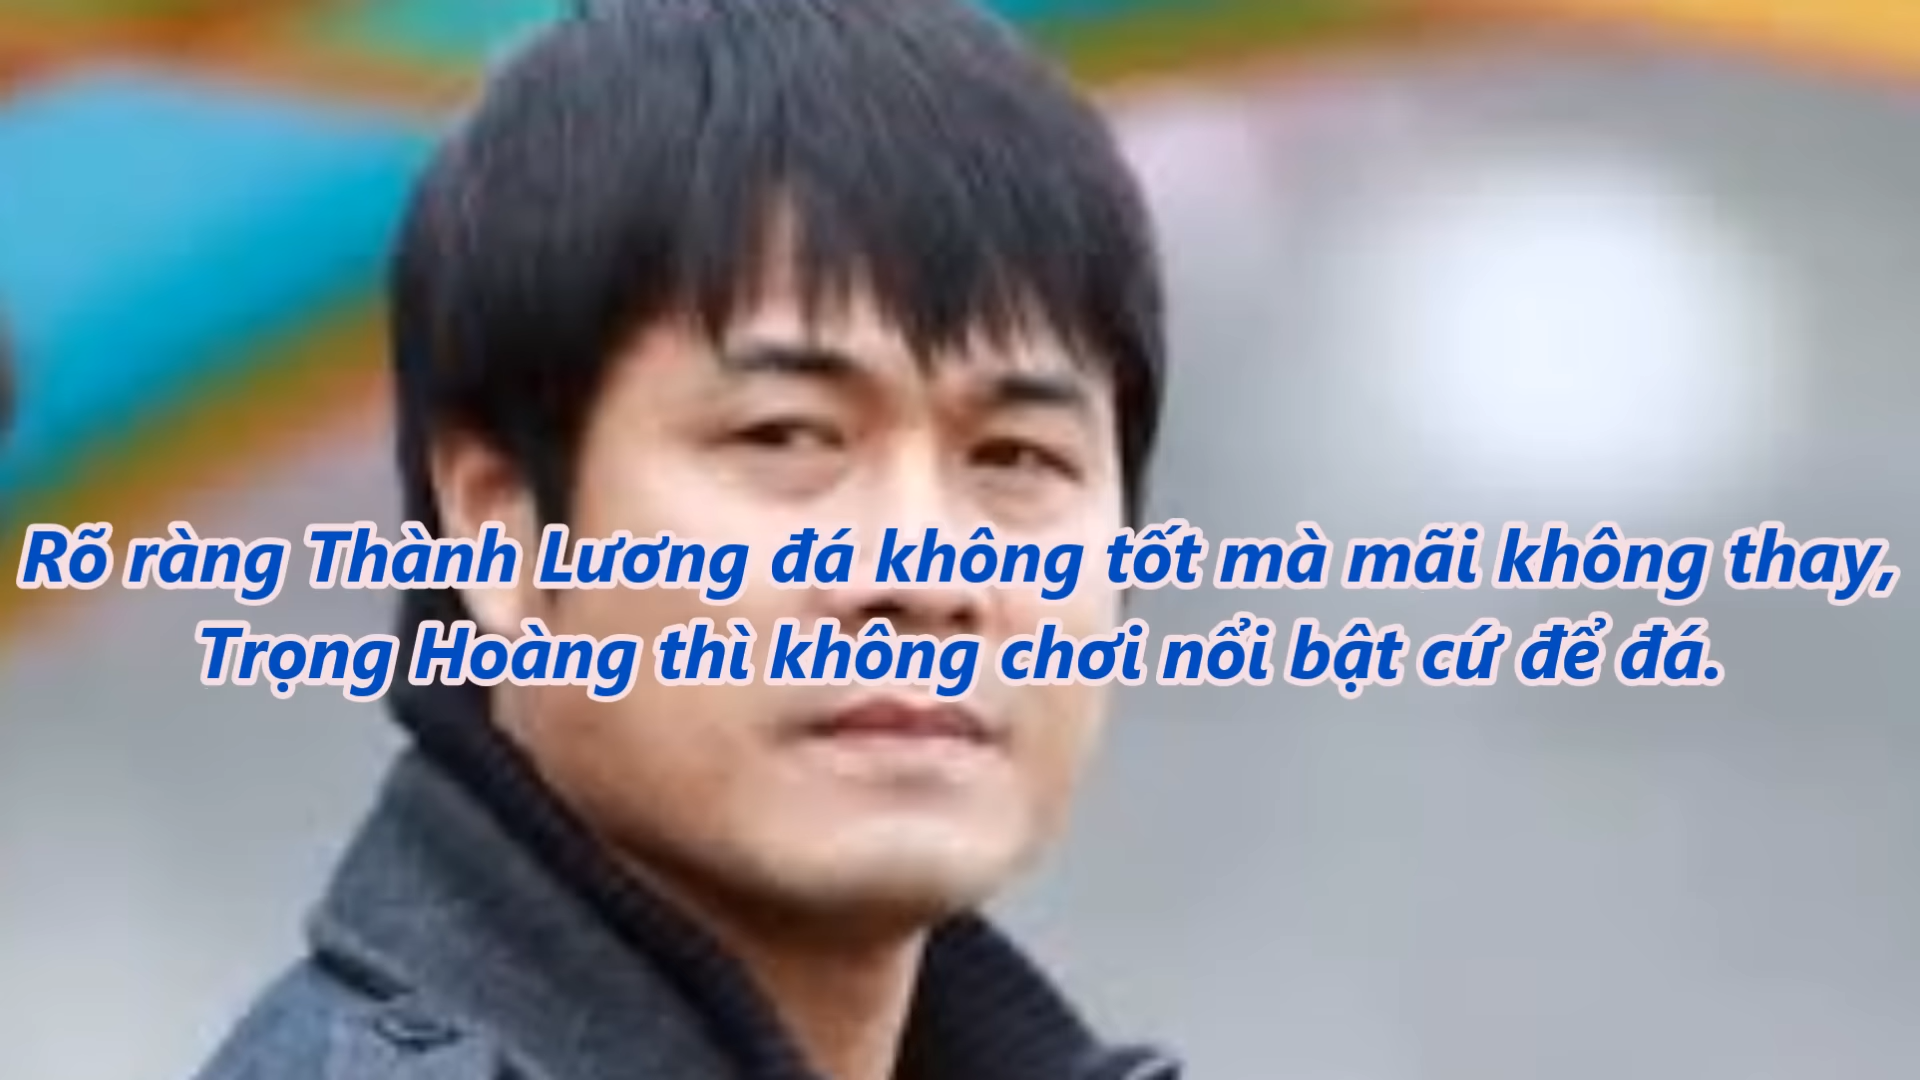 Rõ ràng Thành Lương đá không tốt mà mãi không thay,
Trọng Hoàng thì không chơi nổi bật cứ để đá.